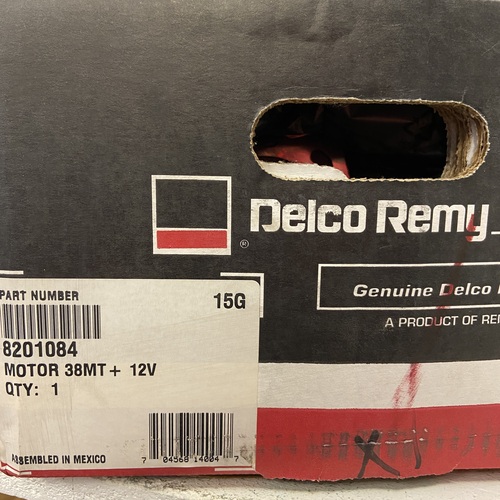 Delco Remy
®
Genuine Delco
A PRODUCT OF
PART NUMBER
15G
8201084
MOTOR 38MT+ 12V
QTY: 1
ASSEMBLED IN MEXICO
7 04568 14004 7